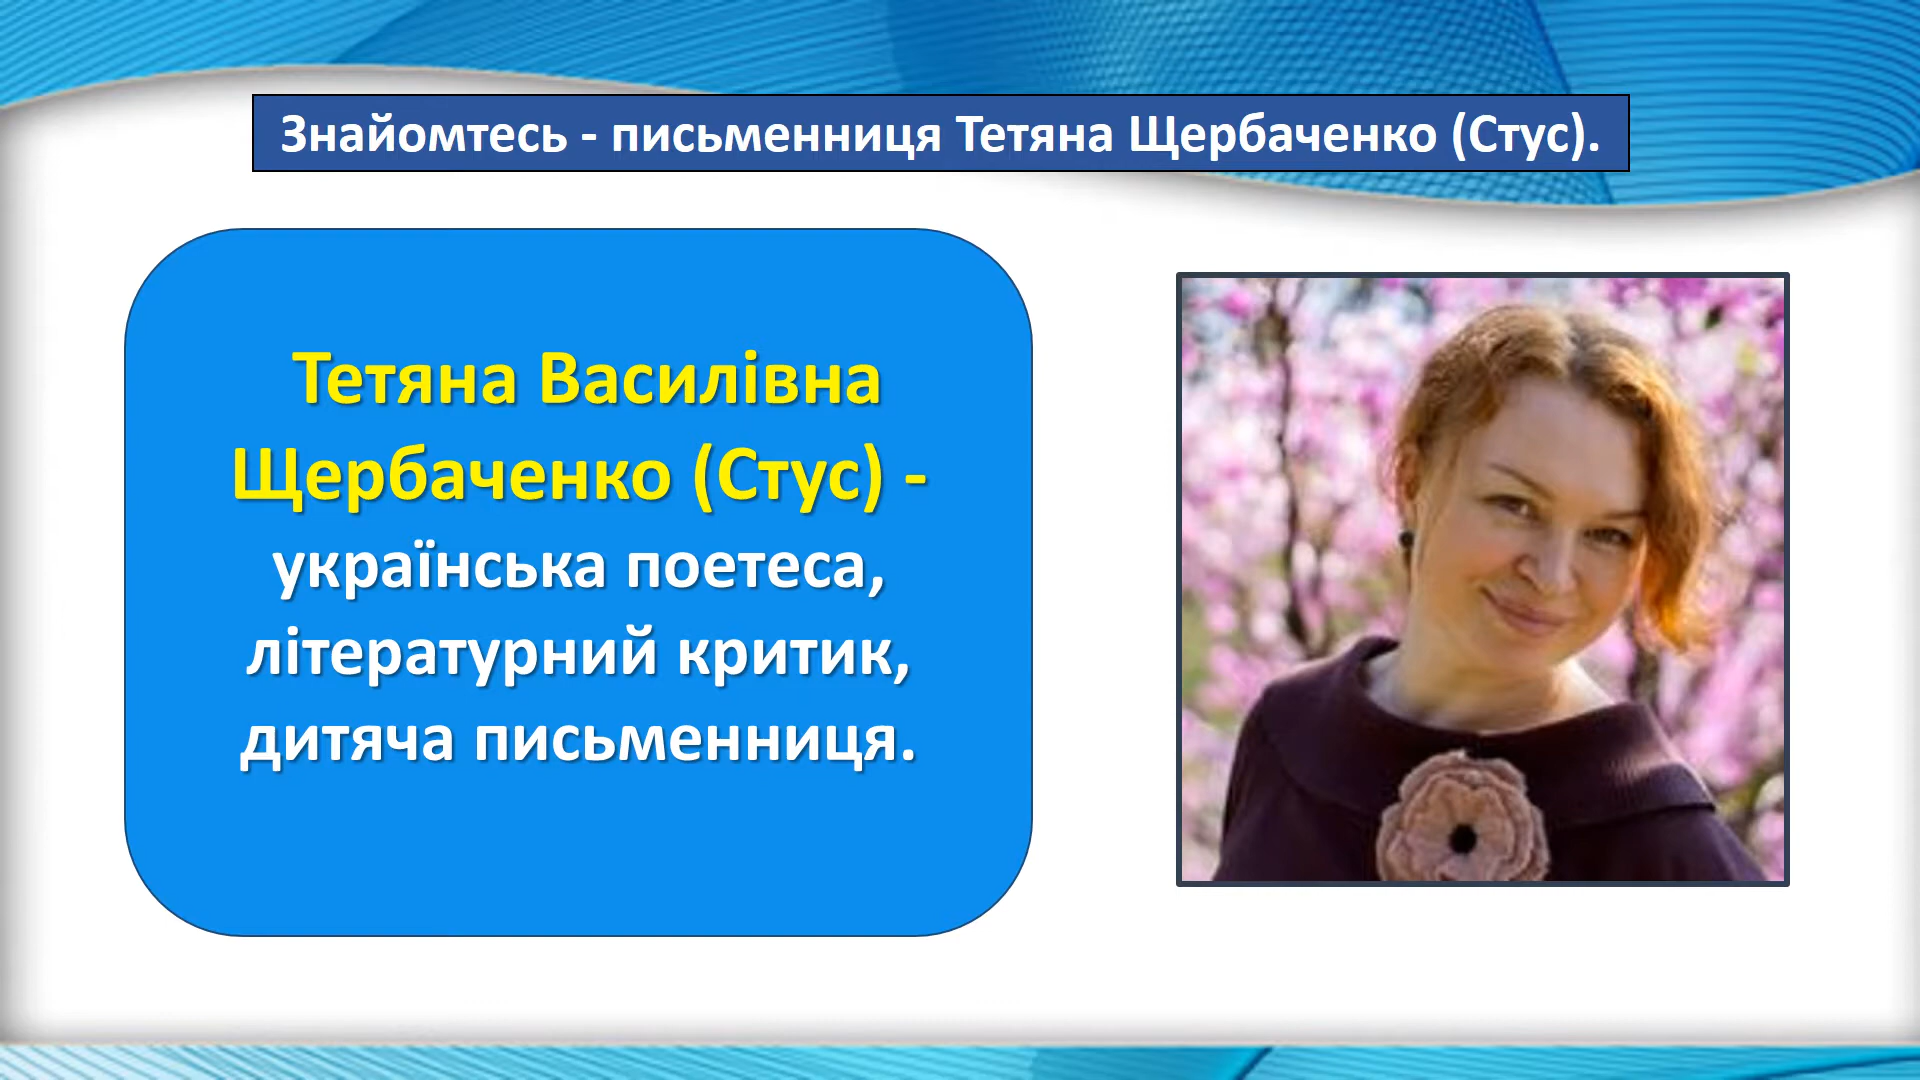 Знайомтесь - письменниця Тетяна Щербаченко (Стус).
Тетяна Василівна
Щербаченко (Стус) -
українська поетеса,
літературний критик,
дитяча письменниця.